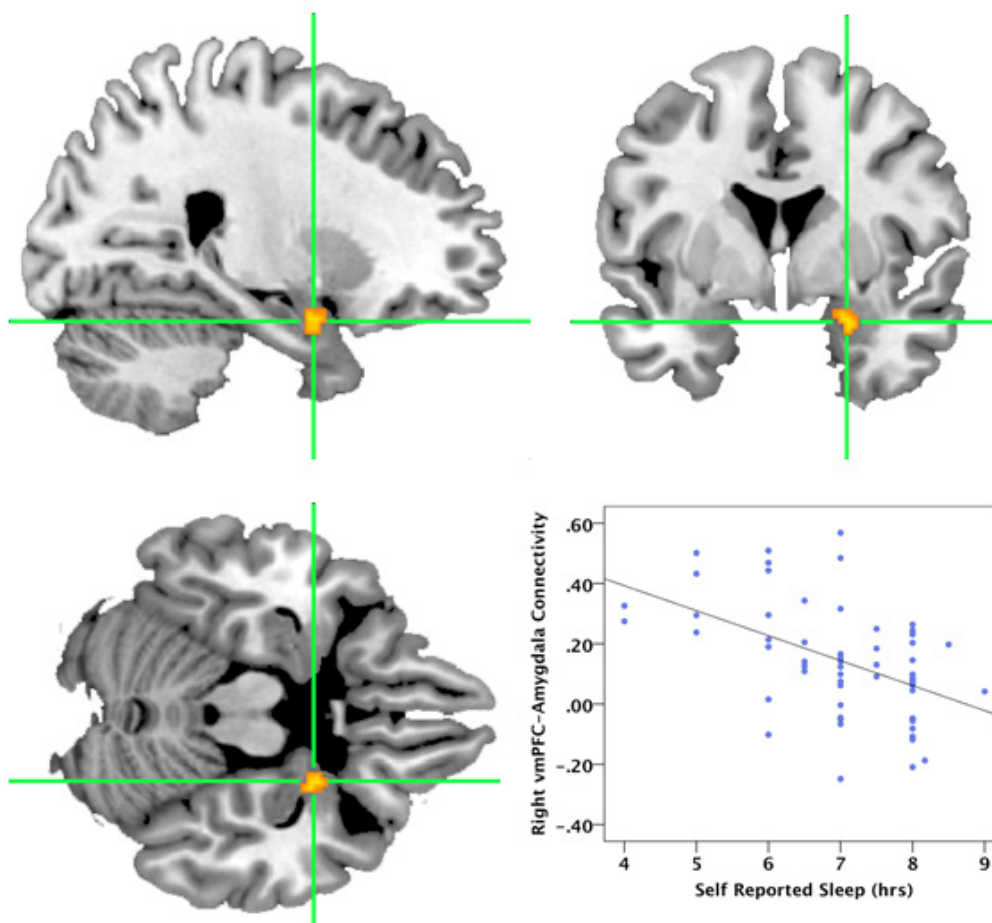 Right vmPFC-Amygdala Connectivity
.60
.40
.20
.00
-.20
-.40
4 5 6 7 8 9
Self Reported Sleep (hrs)